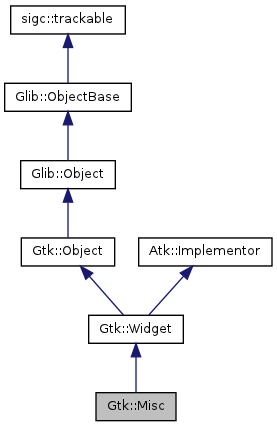 sigc::trackable
Glib::ObjectBase
Glib::Object
Gtk::Object
Atk::Implementor
Gtk::Widget
Gtk::Misc